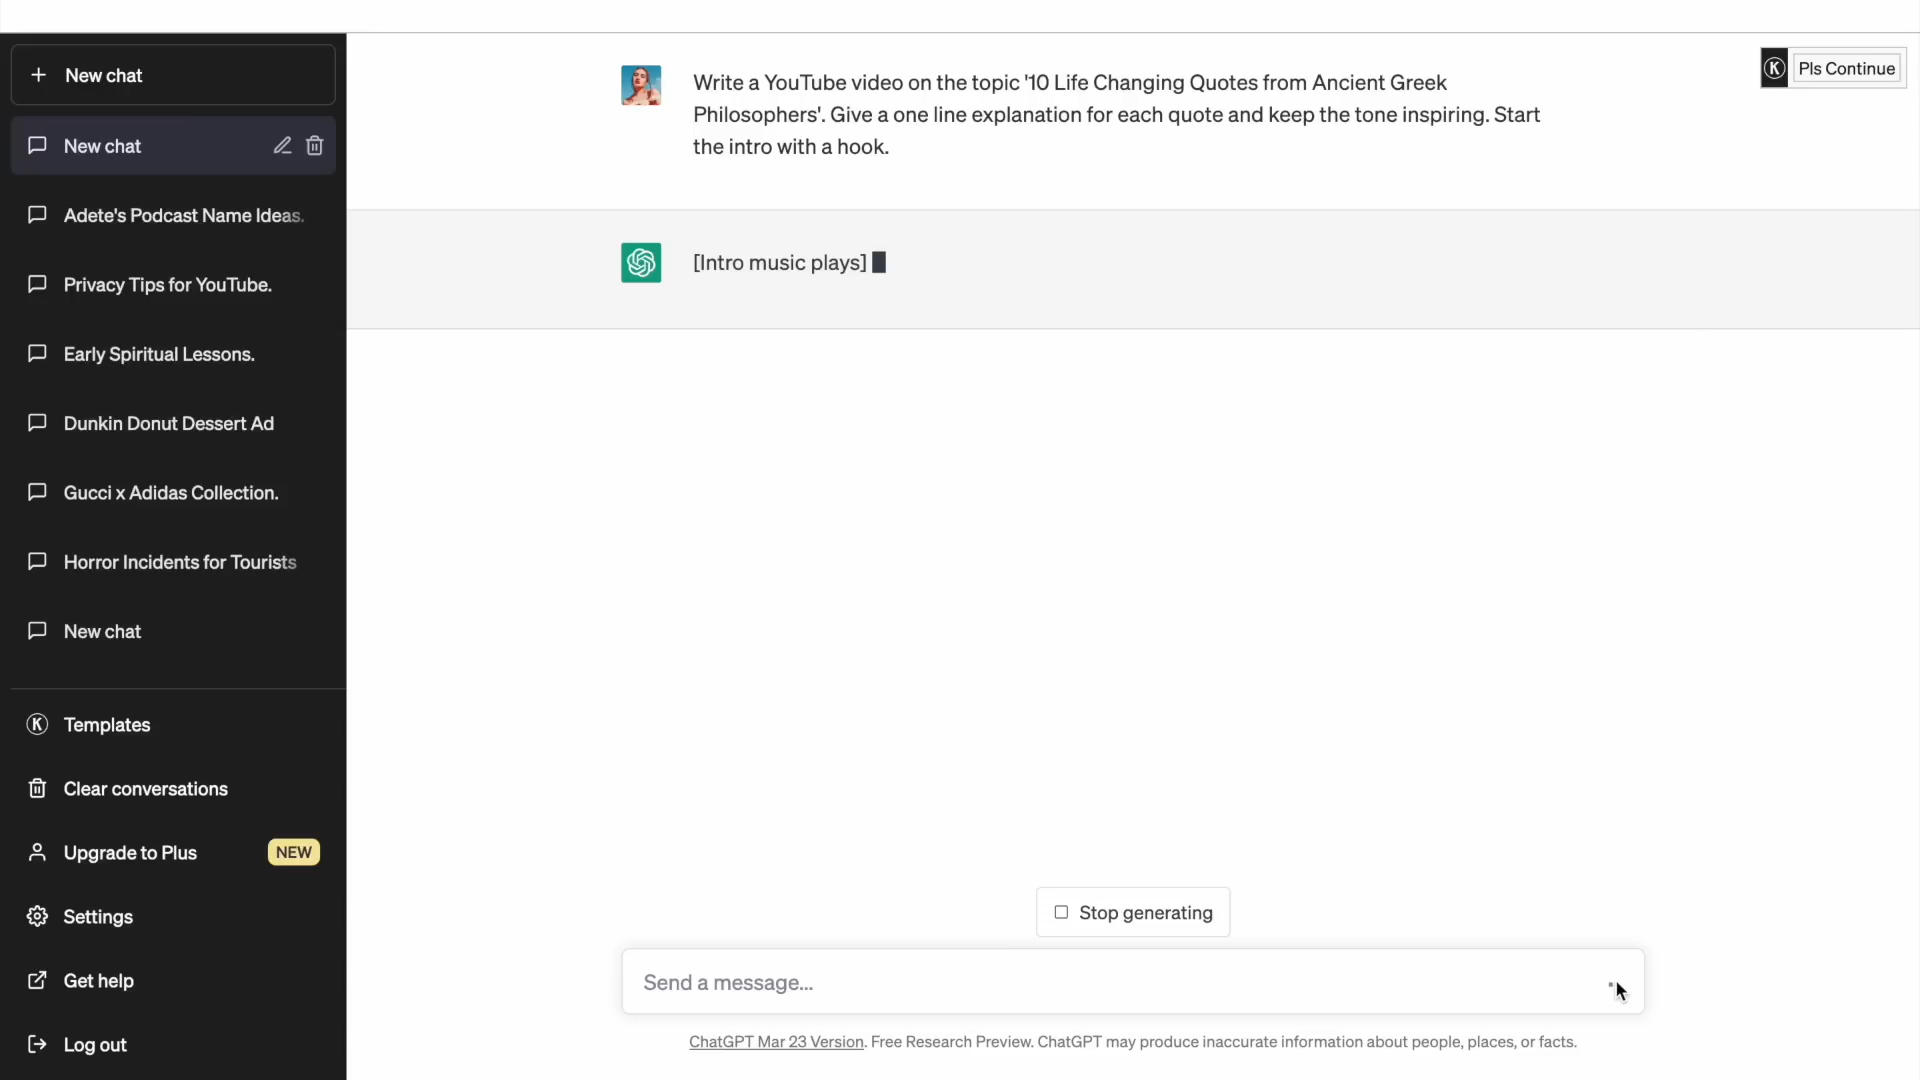 New chat
New chat
Adete's Podcast Name Ideas.
Privacy Tips for YouTube.
Early Spiritual Lessons.
Dunkin Donut Dessert Ad
Gucci x Adidas Collection.
Horror Incidents for Tourists
New chat
Templates
Clear conversations
Upgrade to Plus NEW
Settings
Get help
Log out
K Pls Continue
Write a YouTube video on the topic '10 Life Changing Quotes from Ancient Greek
Philosophers'. Give a one line explanation for each quote and keep the tone inspiring. Start
the intro with a hook.
[Intro music plays]
Stop generating
Send a message...
ChatGPT Mar 23 Version. Free Research Preview. ChatGPT may produce inaccurate information about people, places, or facts.